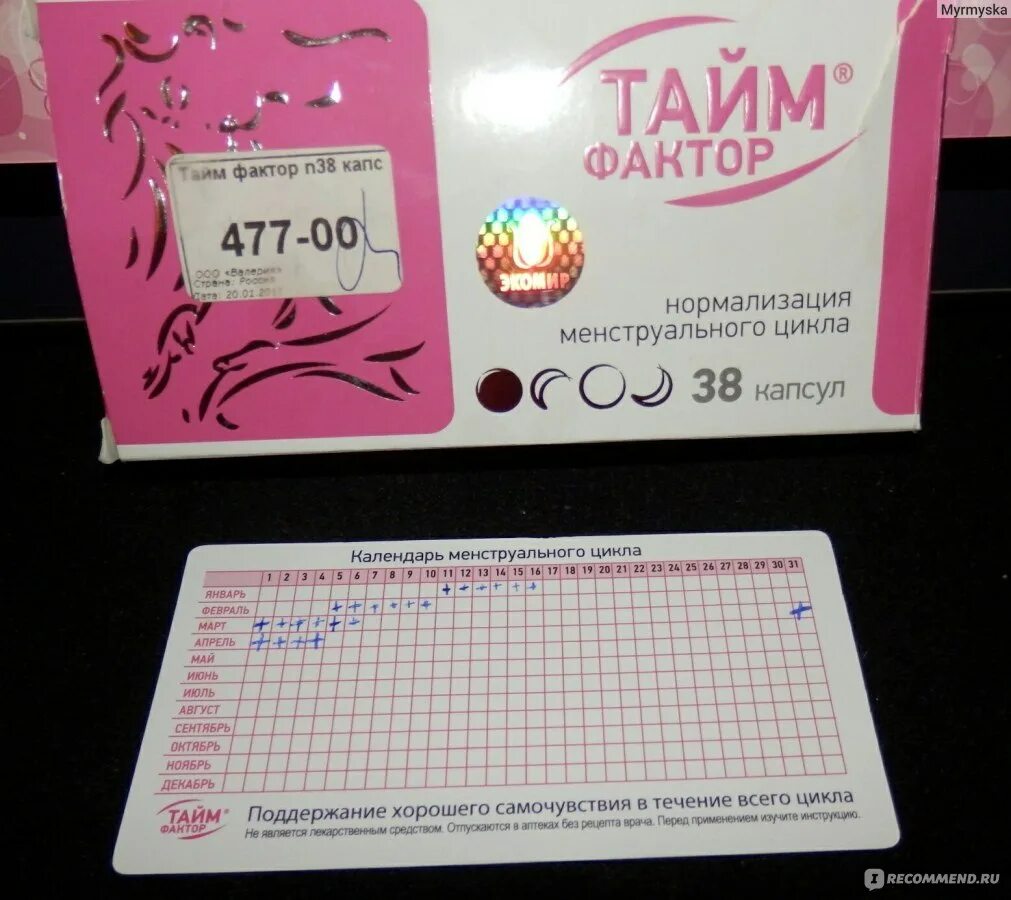 Myrmyska
ТАЙМ®
ФАКТОР
Тайм фактор n38 капс
477-00
ООО «Валерия»
Страна: Россия
Дата: 20.01.
ЭКОМИР
нормализация
менструального цикла
38 капсул
Календарь менструального цикла
1 2 3 4 5 6 7 8 9 10 11 12 13 14 15 16 17 18 19 20 21 22 23 24 25 26 27 28 29 30 31
ЯНВАРЬ
ФЕВРАЛЬ
МАРТ
АПРЕЛЬ
МАЙ
ИЮНЬ
ИЮЛЬ
АВГУСТ
СЕНТЯБРЬ
ОКТЯБРЬ
НОЯБРЬ
ДЕКАБРЬ
ТАЙМ®
ФАКТОР
Поддержание хорошего самочувствия в течение всего цикла
Не является лекарственным средством. Отпускаются в аптеках без рецепта врача. Перед применением изучите инструкцию.
IRECOMMEND.RU